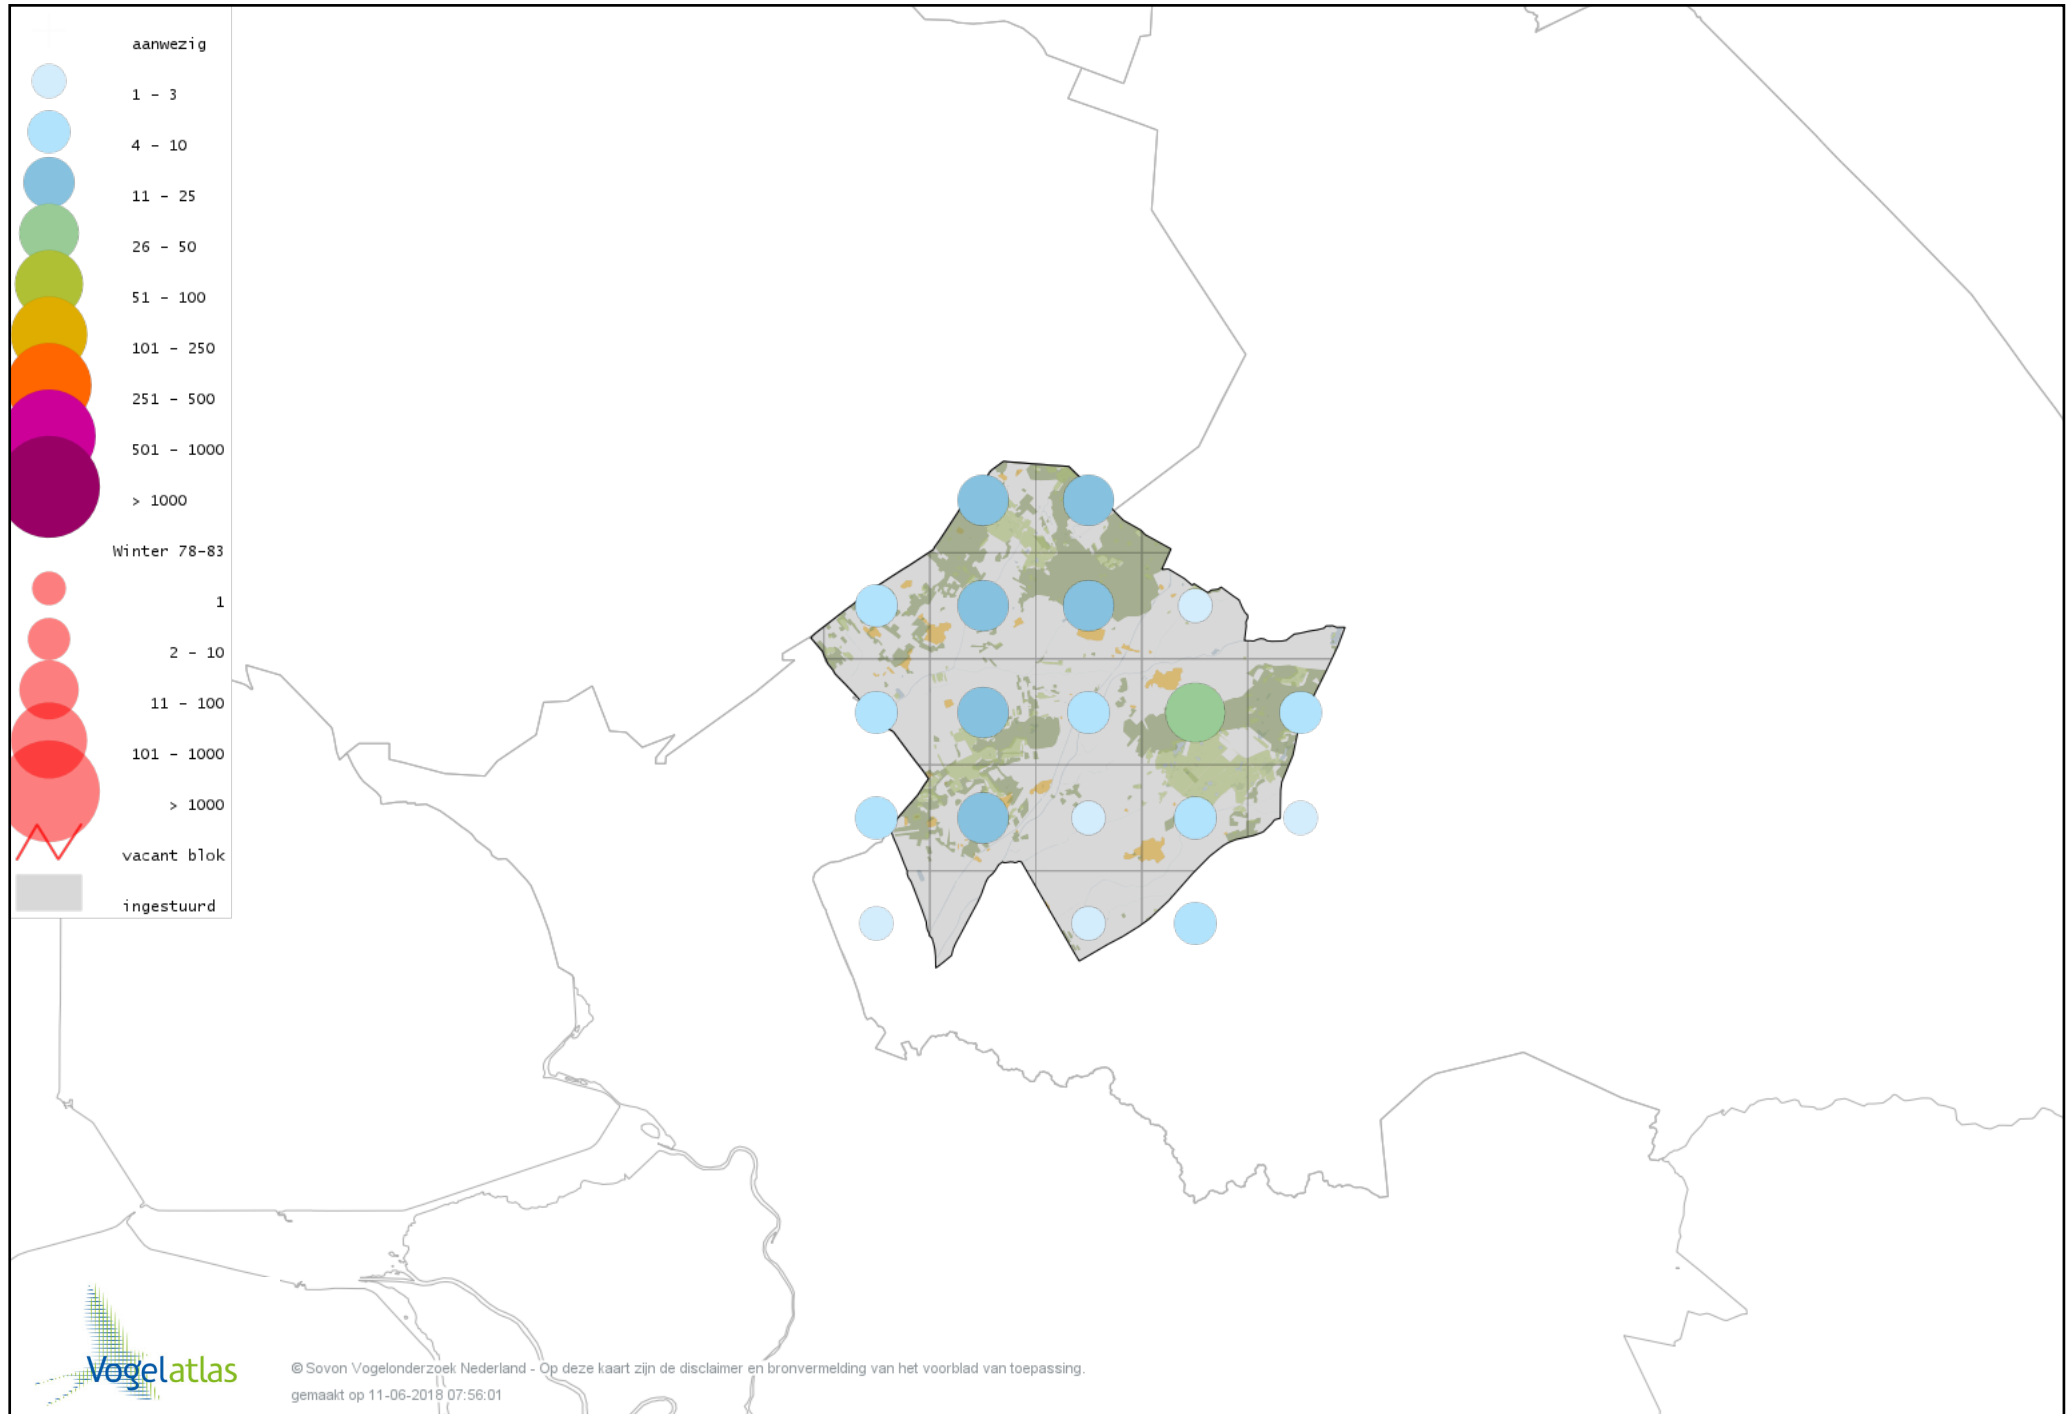 aanwezig
1 - 3
4 - 10
11 - 25
26 - 50
51 - 100
101 - 250
251 - 500
501 - 1000
> 1000
Winter 78-83
1
2 - 10
11 - 100
101 - 1000
> 1000
vacant blok
ingestuurd
Vogelatlas
© Sovon Vogelonderzoek Nederland - Op deze kaart zijn de disclaimer en bronvermelding van het voorblad van toepassing.
gemaakt op 11-06-2018 07:56:01